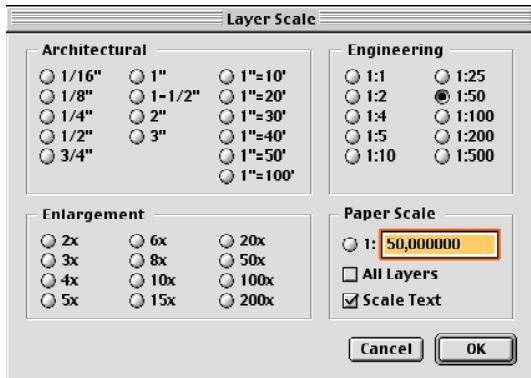 Layer Scale
Architectural
1/16" 1" 1"=10'
1/8" 1-1/2" 1"=20'
1/4" 2" 1"=30'
1/2" 3" 1"=40'
3/4" 1"=50'
1"=100'
Engineering
1:1 1:25
1:2 1:50
1:4 1:100
1:5 1:200
1:10 1:500
Enlargement
2x 6x 20x
3x 8x 50x
4x 10x 100x
5x 15x 200x
Paper Scale
1: 50,000000
All Layers
Scale Text
Cancel OK